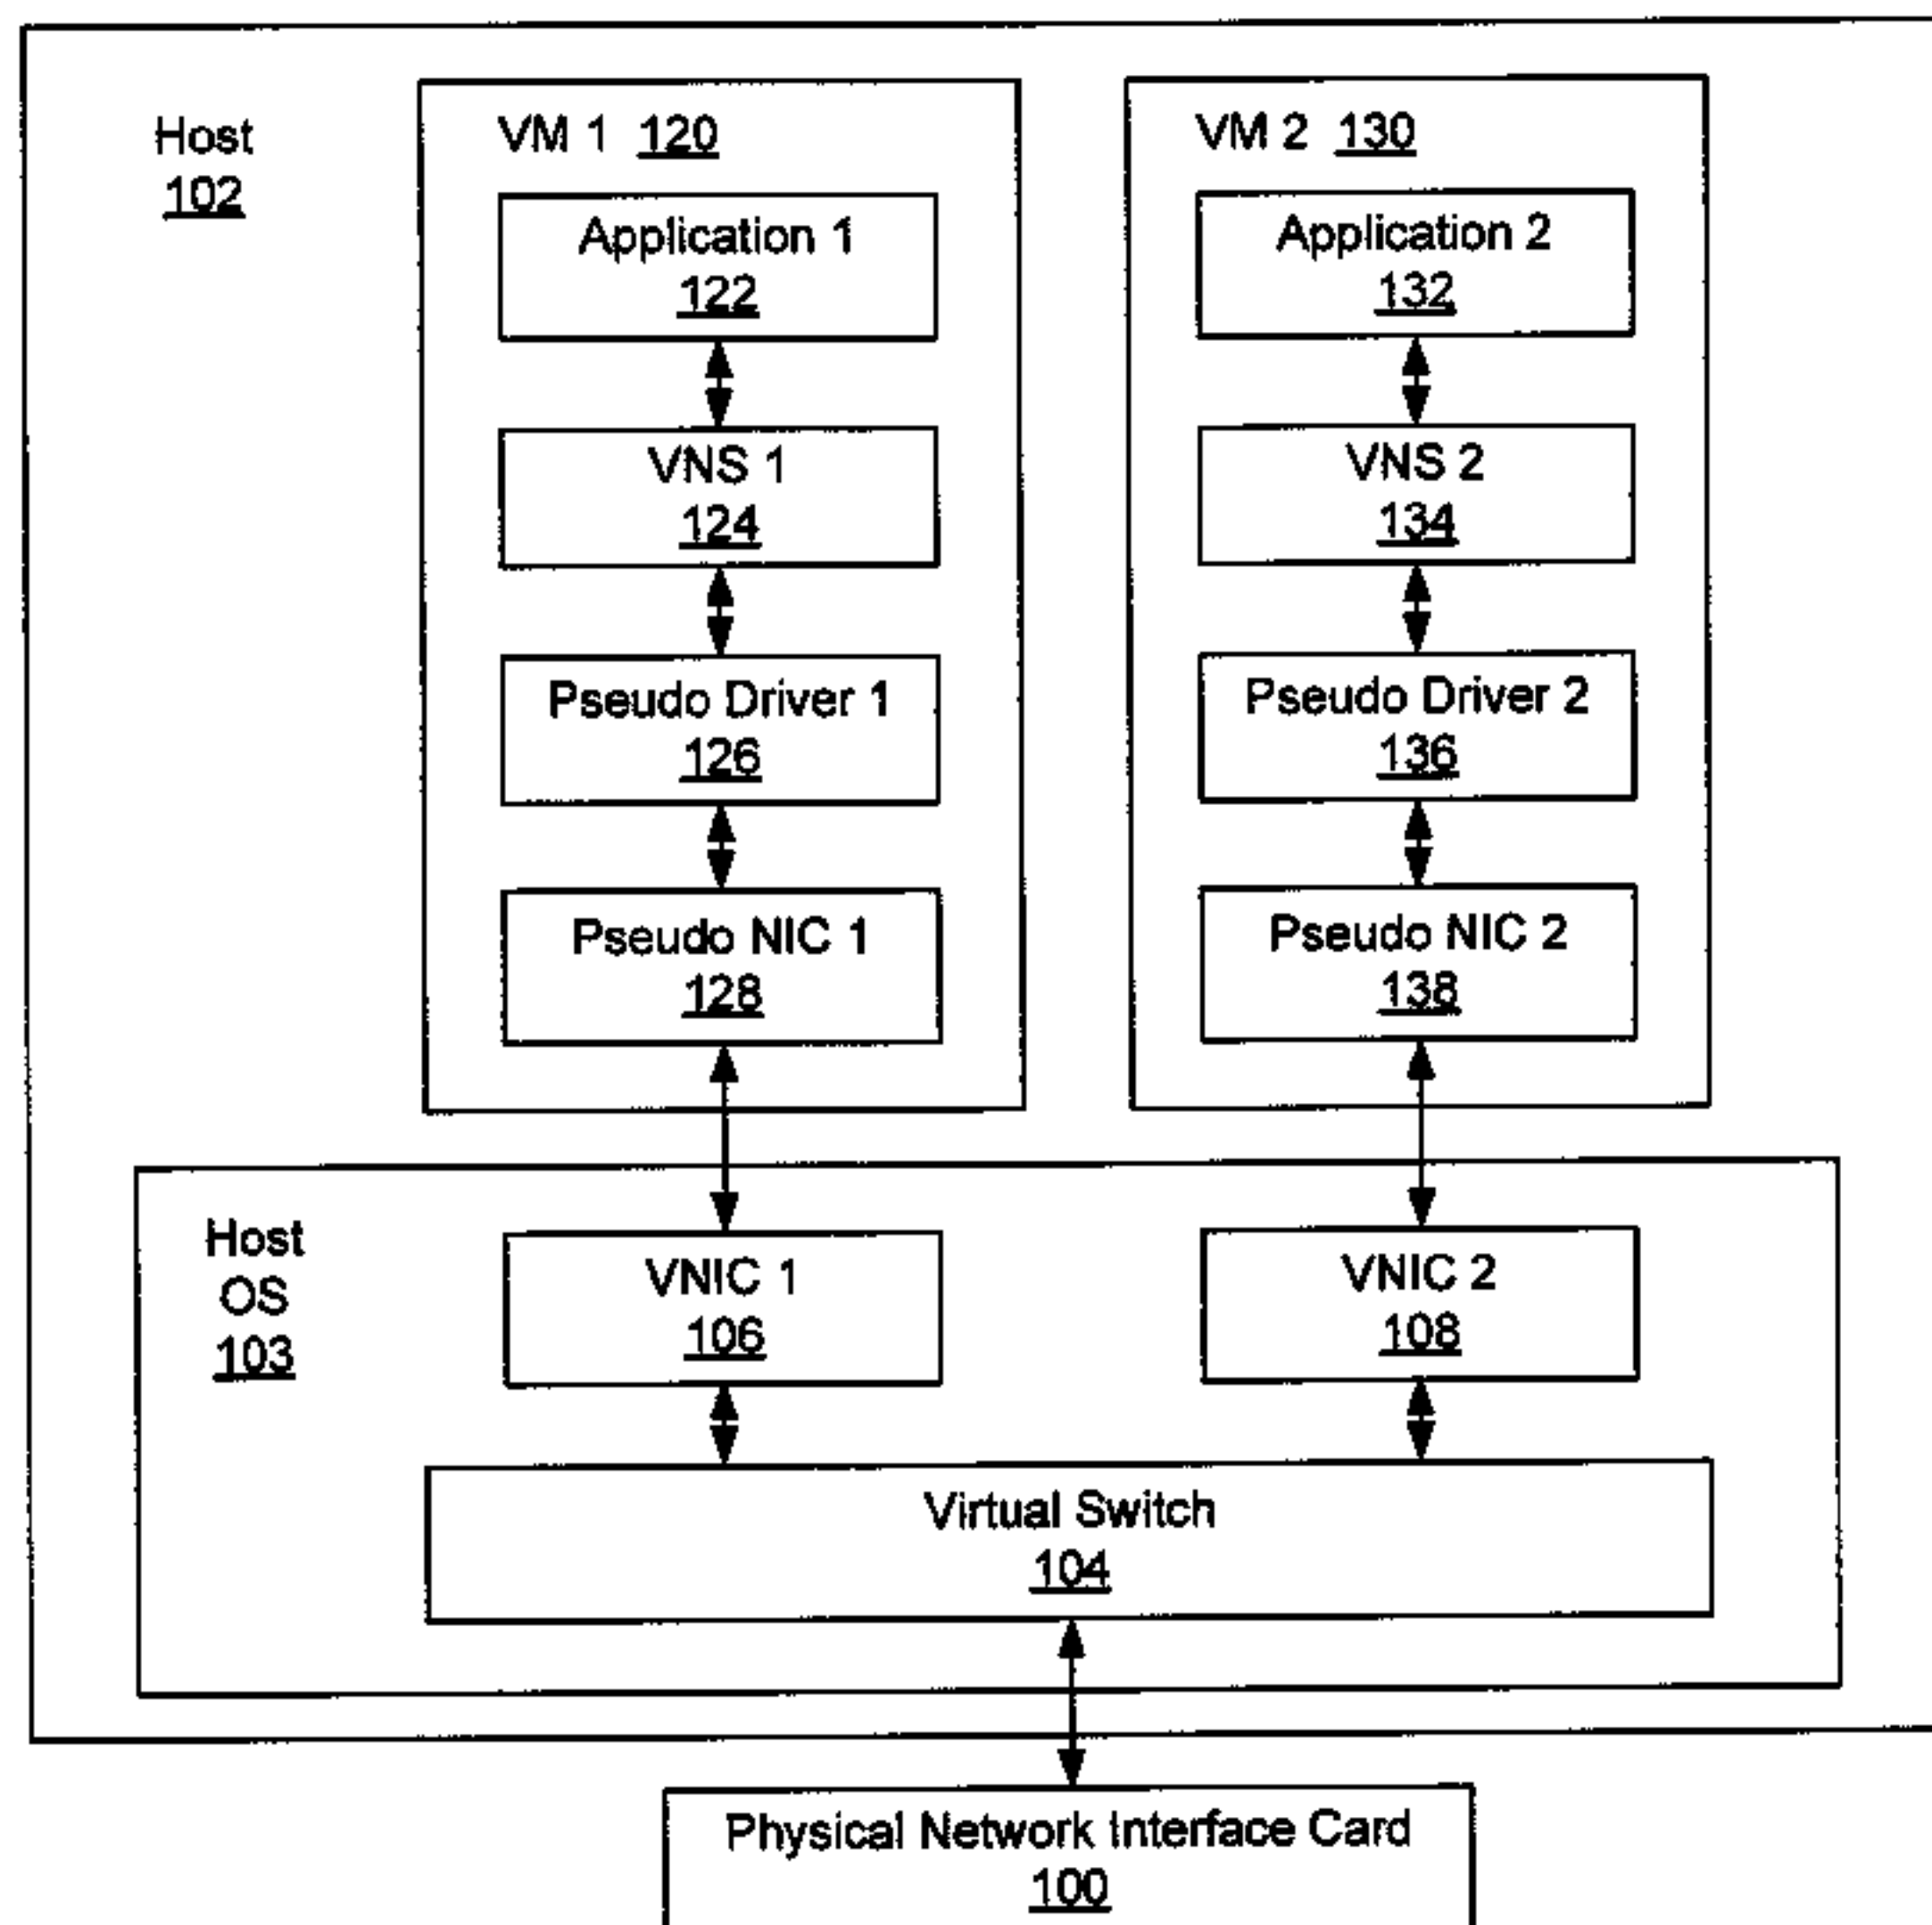 Host
102
VM 1 120
Application 1
122
VNS 1
124
Pseudo Driver 1
126
Pseudo NIC 1
128
VM 2 130
Application 2
132
VNS 2
134
Pseudo Driver 2
136
Pseudo NIC 2
138
Host
OS
103
VNIC 1
106
VNIC 2
108
Virtual Switch
104
Physical Network Interface Card
100